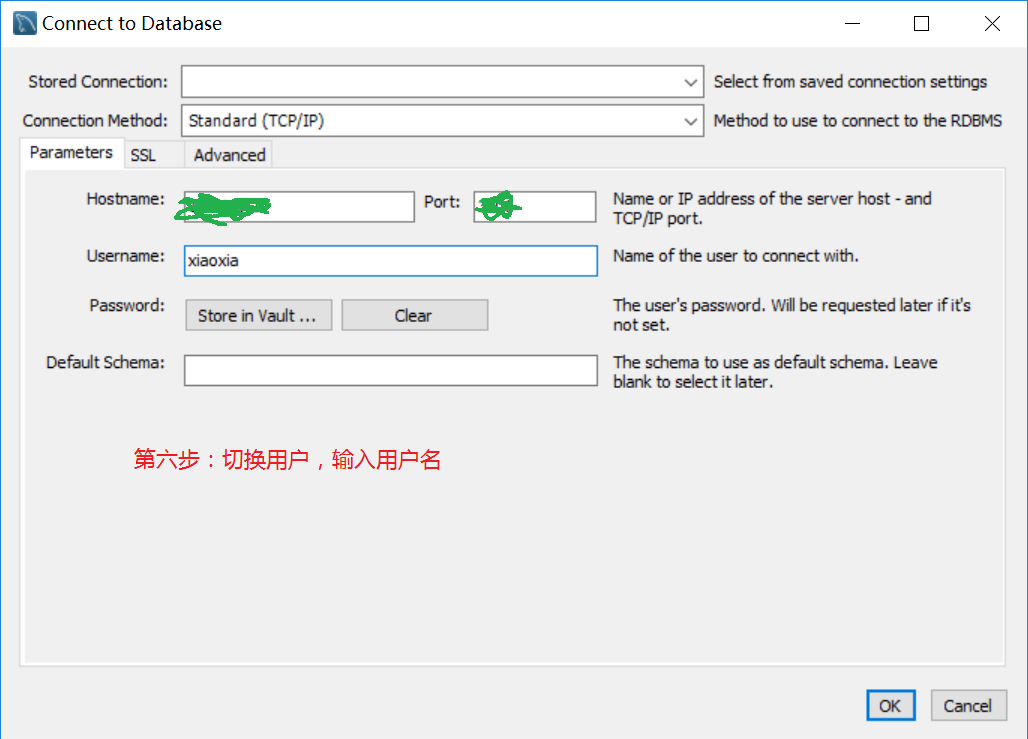 Connect to Database
Stored Connection:
Select from saved connection settings
Connection Method:
Standard (TCP/IP)
Method to use to connect to the RDBMS
Parameters
SSL
Advanced
Hostname:
Port:
Name or IP address of the server host - and
TCP/IP port.
Username:
xiaoxia
Name of the user to connect with.
Password:
Store in Vault ...
Clear
The user's password. Will be requested later if it's
not set.
Default Schema:
The schema to use as default schema. Leave
blank to select it later.
第六步：切换用户，输入用户名
OK
Cancel